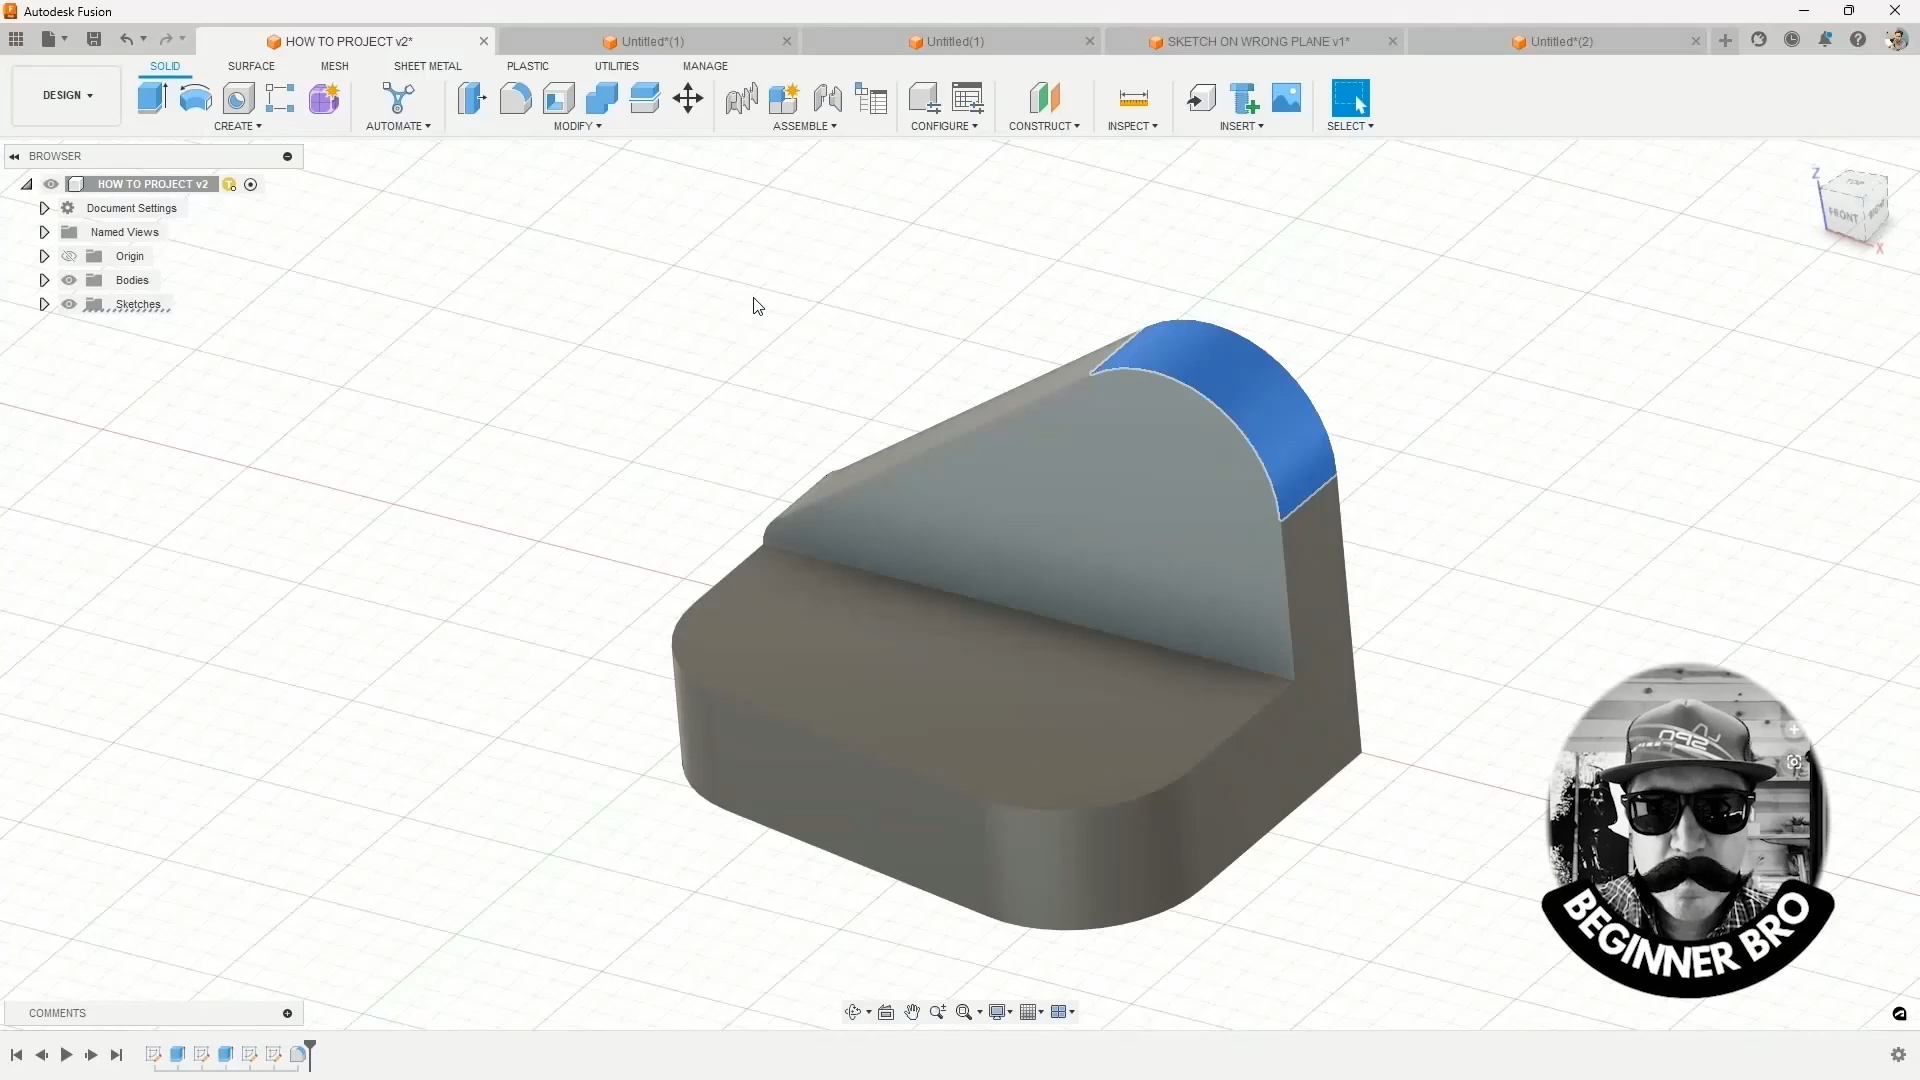 Autodesk Fusion
HOW TO PROJECT v2*
Untitled*(1)
Untitled(1)
SKETCH ON WRONG PLANE v1*
Untitled*(2)
DESIGN
SOLID
SURFACE
MESH
SHEET METAL
PLASTIC
UTILITIES
MANAGE
CREATE
AUTOMATE
MODIFY
ASSEMBLE
CONFIGURE
CONSTRUCT
INSPECT
INSERT
SELECT
BROWSER
HOW TO PROJECT v2
Document Settings
Named Views
Origin
Bodies
Sketches
Z
TOP
FRONT
RIGHT
X
BEGINNER BRO
COMMENTS